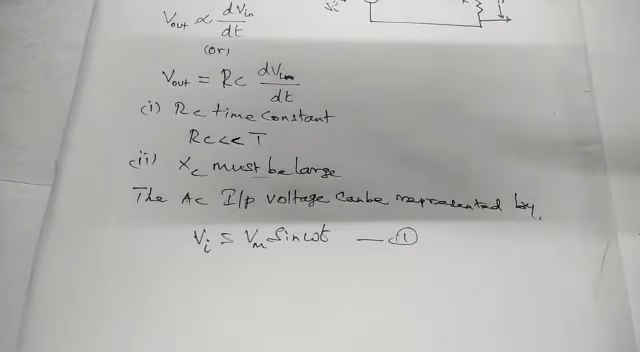 Vout ∝ dVin/dt
(or)
Vout = RC dVin/dt
(i) RC time constant
RC<< T
(ii) Xc must be large
The AC I/p voltage can be represented by,
Vi = Vm Sinωt — ①